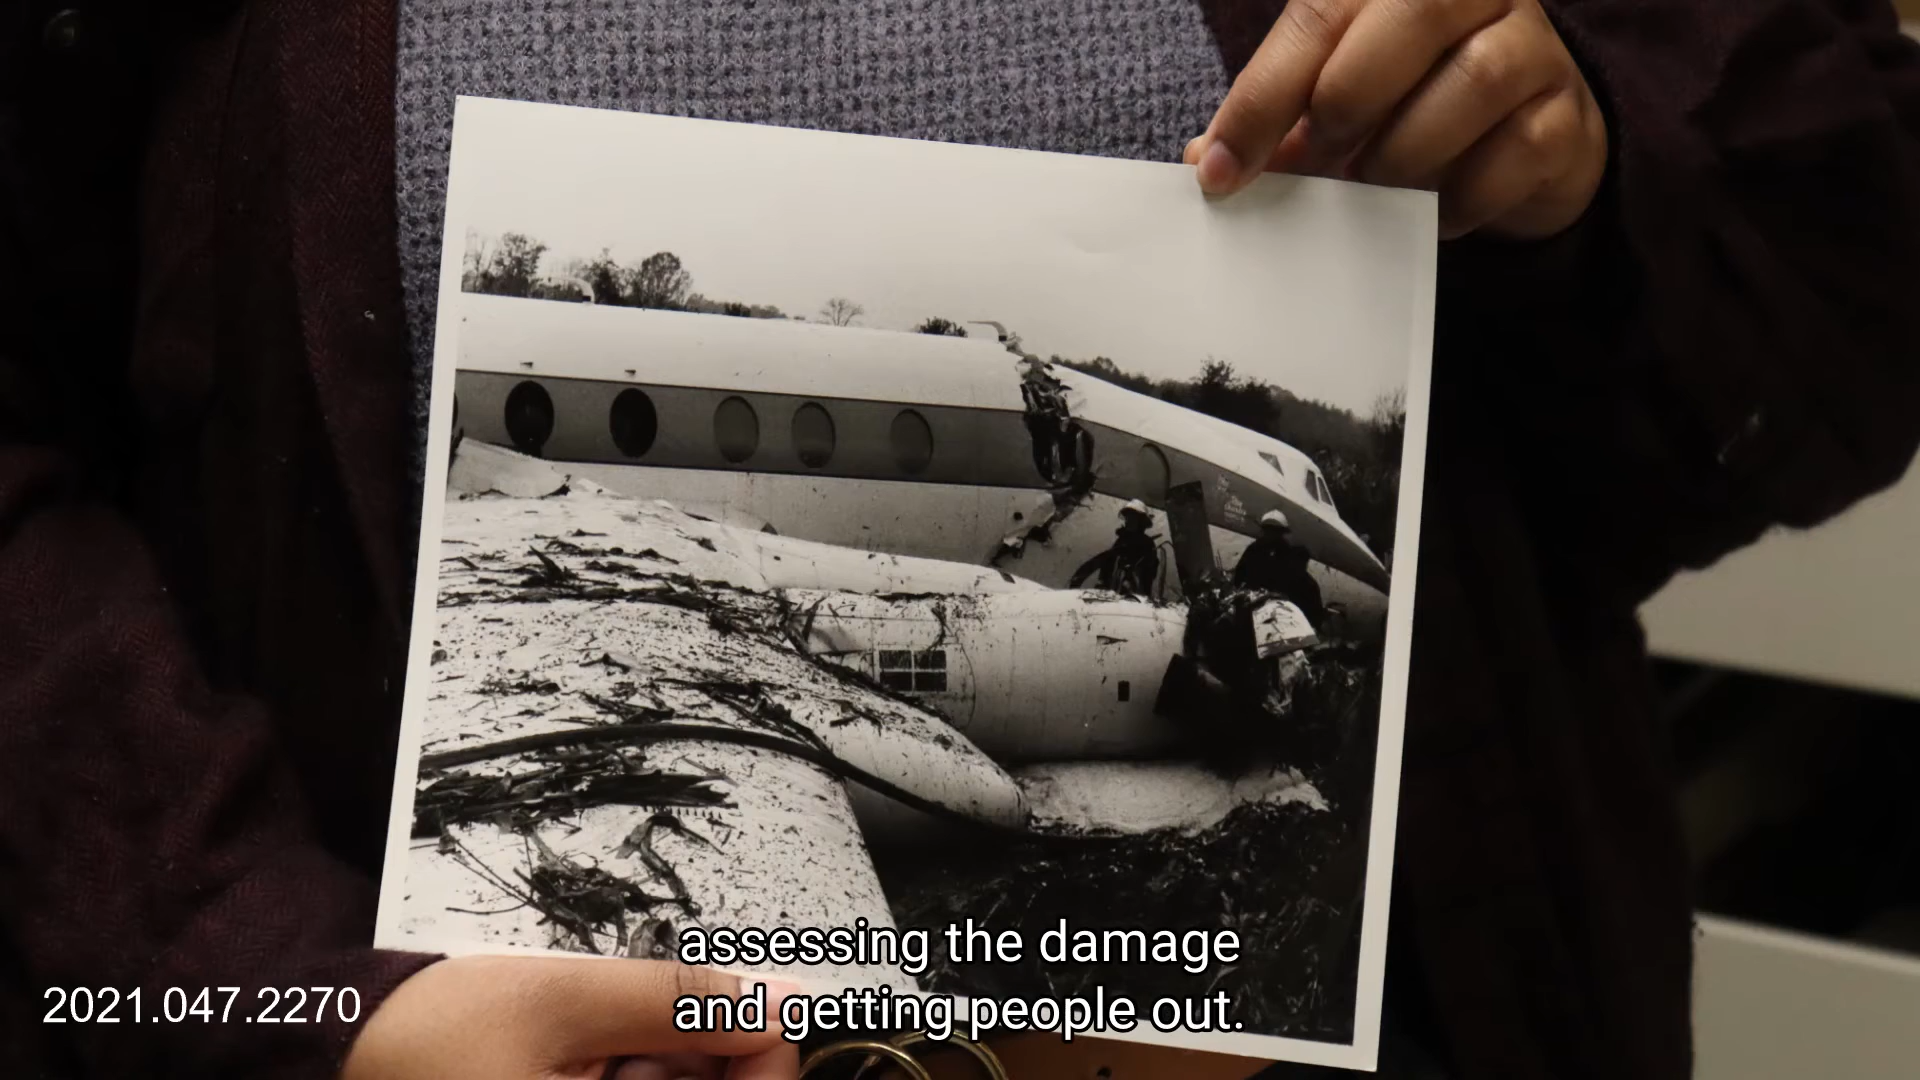 assessing the damage
2021.047.2270
and getting people out.